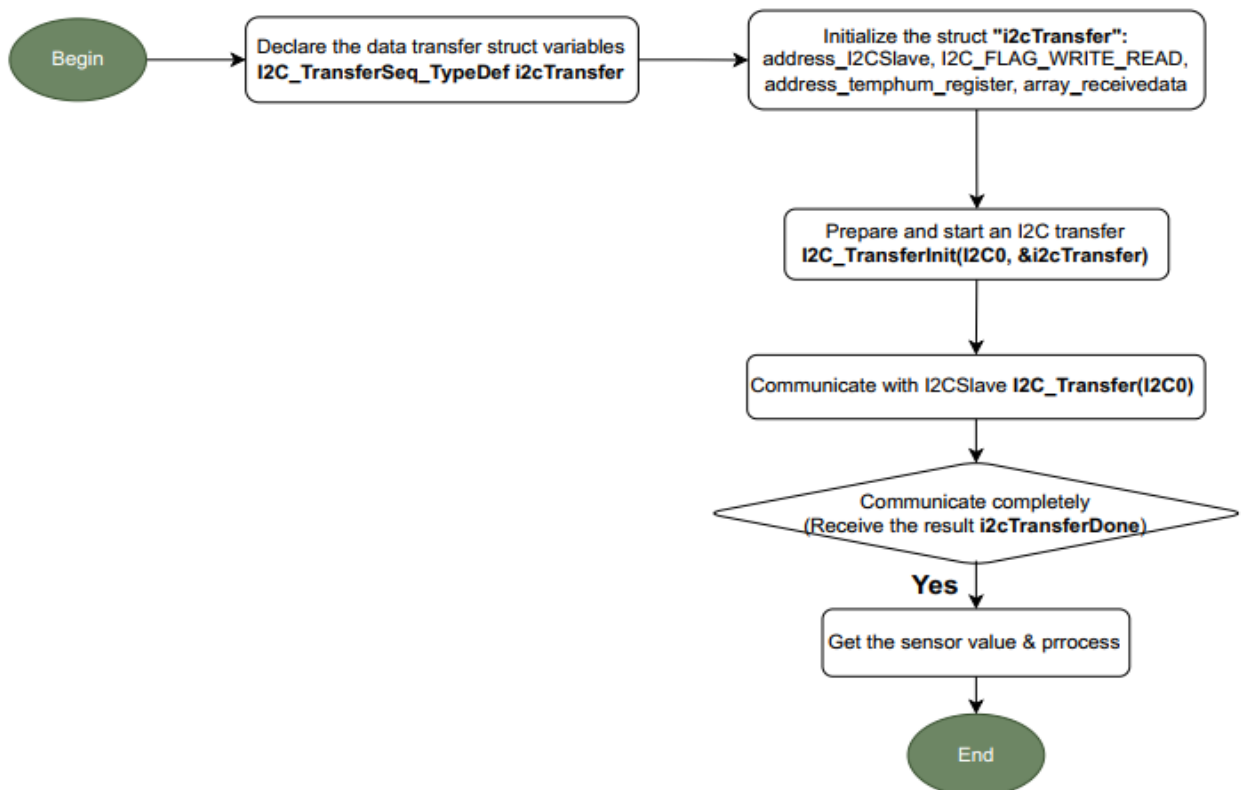 Begin
Declare the data transfer struct variables
I2C_TransferSeq_TypeDef i2cTransfer
Initialize the struct "i2cTransfer":
address_I2CSlave, I2C_FLAG_WRITE_READ,
address_temphum_register, array_receivedata
Prepare and start an I2C transfer
I2C_TransferInit(I2C0, &i2cTransfer)
Communicate with I2CSlave I2C_Transfer(I2C0)
Communicate completely
(Receive the result i2cTransferDone)
Yes
Get the sensor value & prrocess
End